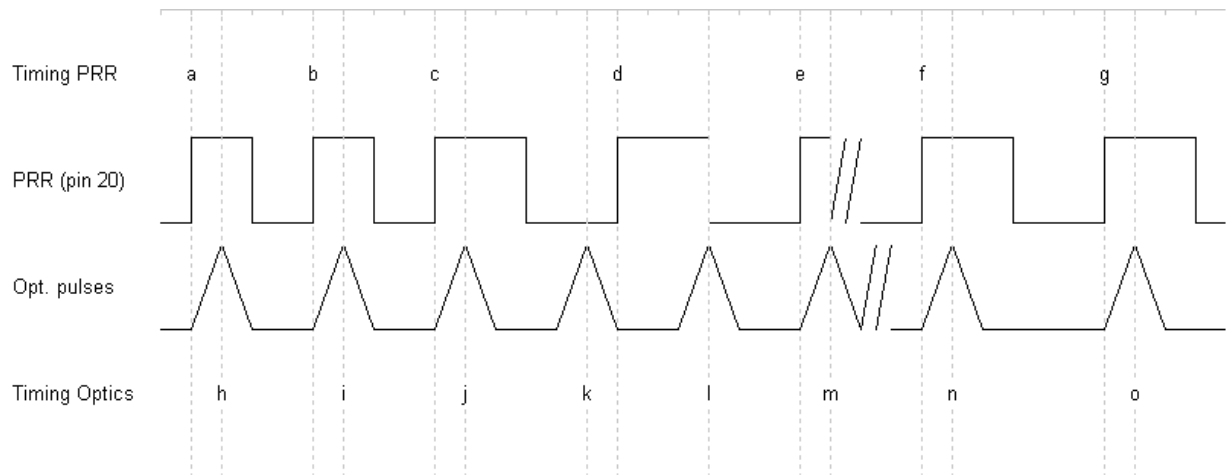 Timing PRR a b c d e f g
PRR (pin 20)
Opt. pulses
Timing Optics h i j k l m n o